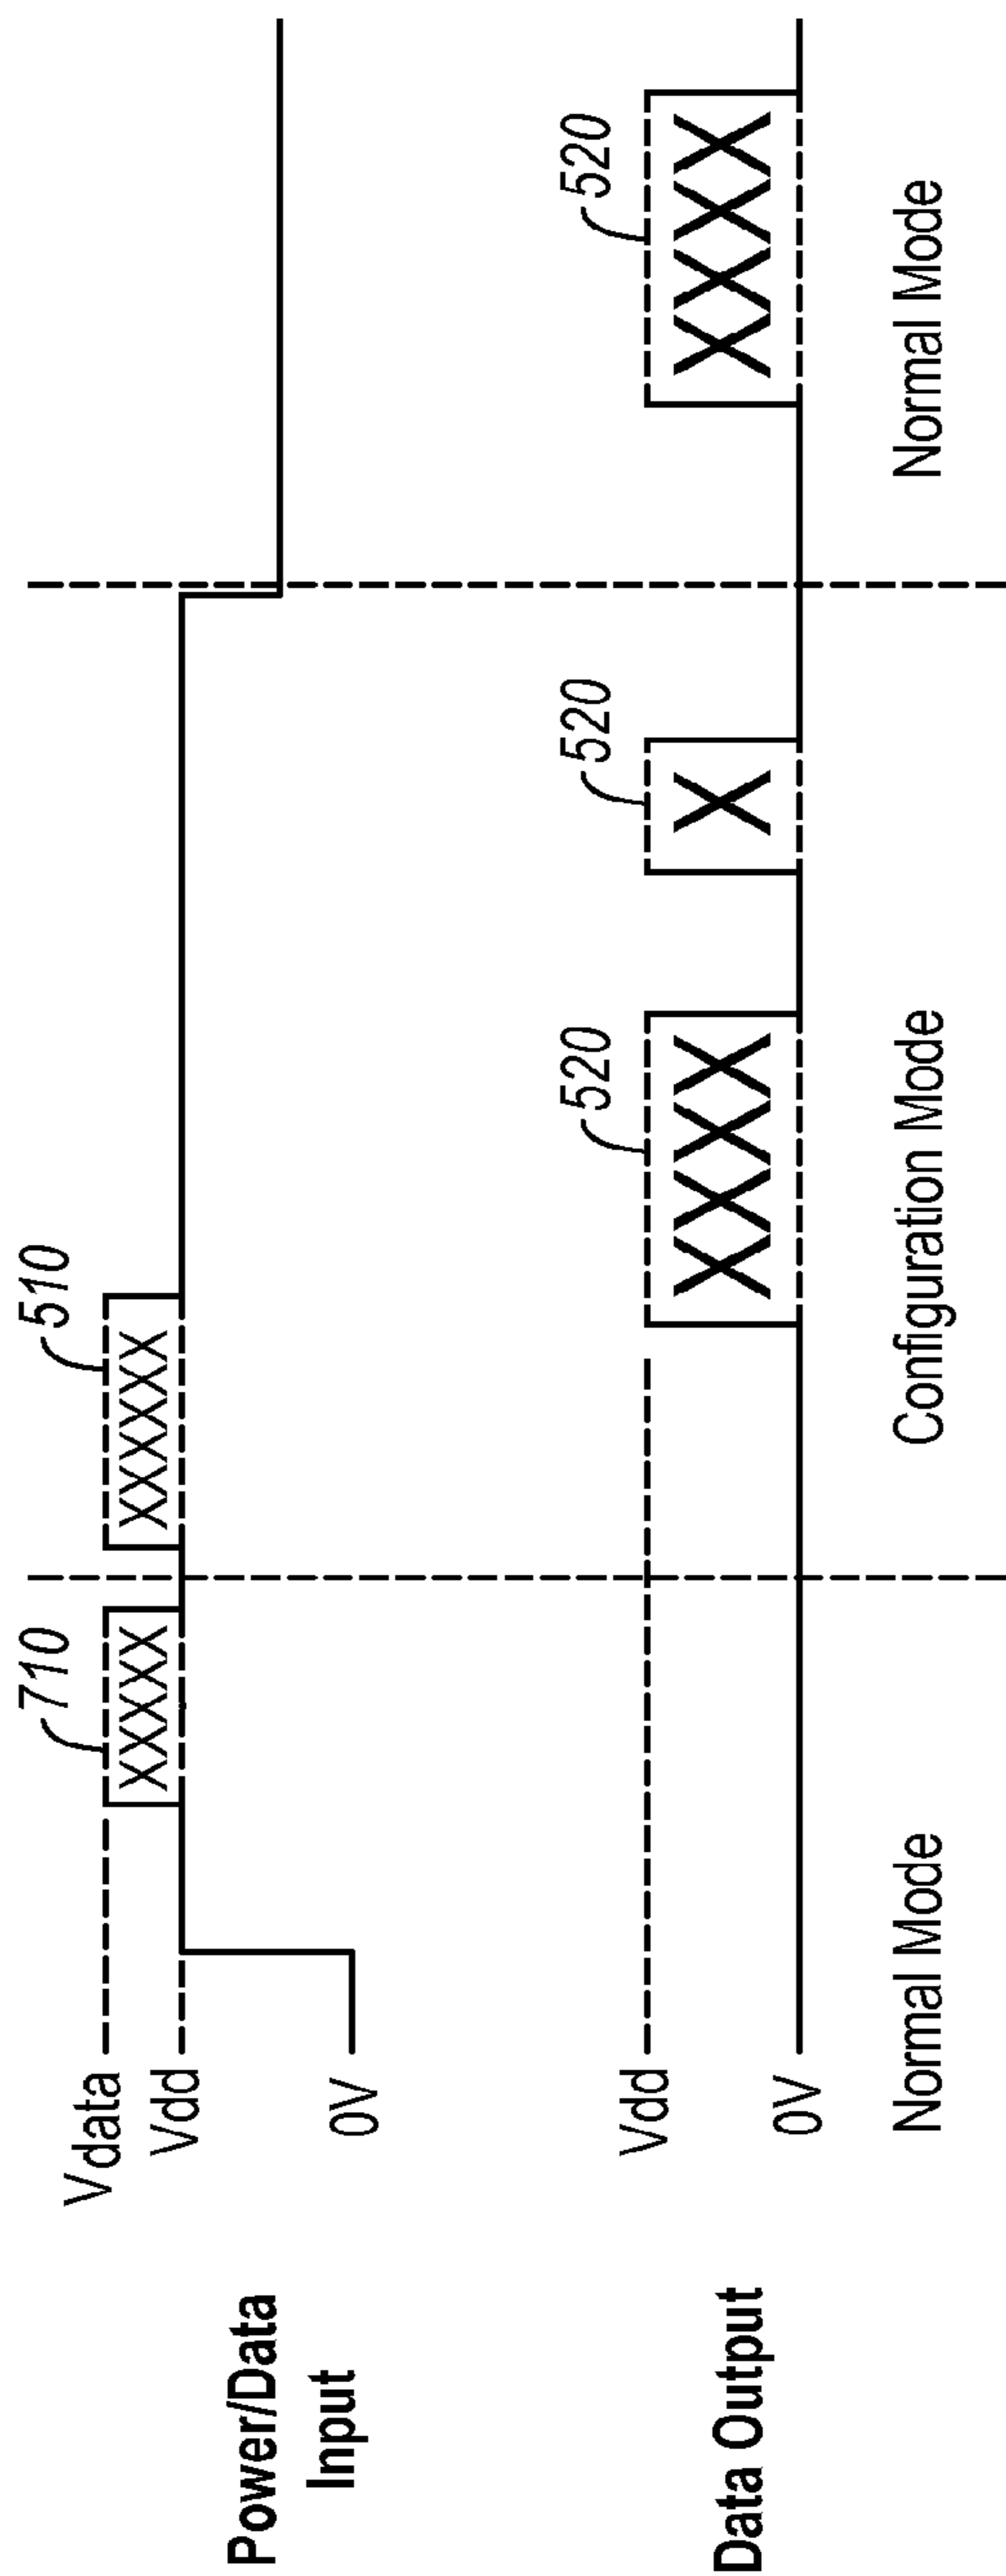 Power/Data
Input
Vdata
Vdd
0V
710
XXXXX
510
XXXXXX
Data Output
Vdd
0V
520
XXXX
520
X
520
XXXX
Normal Mode
Configuration Mode
Normal Mode